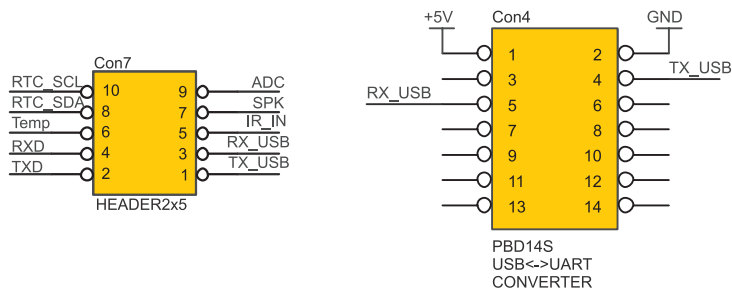 Con7
RTC_SCL 10 9 ADC
RTC_SDA 8 7 SPK
Temp 6 5 IR_IN
RXD 4 3 RX_USB
TXD 2 1 TX_USB
HEADER2x5
+5V Con4 GND
1 2
3 4 TX_USB
RX_USB 5 6
7 8
9 10
11 12
13 14
PBD14S
USB<->UART
CONVERTER